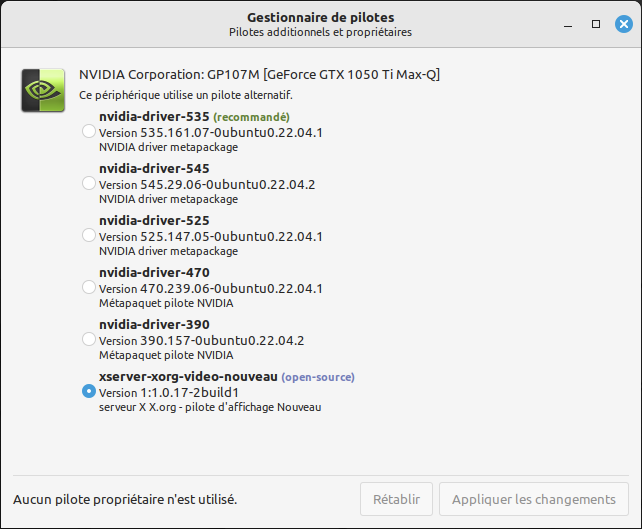 Gestionnaire de pilotes
Pilotes additionnels et propriétaires
NVIDIA Corporation: GP107M [GeForce GTX 1050 Ti Max-Q]
Ce périphérique utilise un pilote alternatif.
nvidia-driver-535 (recommandé)
Version 535.161.07-0ubuntu0.22.04.1
NVIDIA driver metapackage
nvidia-driver-545
Version 545.29.06-0ubuntu0.22.04.2
NVIDIA driver metapackage
nvidia-driver-525
Version 525.147.05-0ubuntu0.22.04.1
NVIDIA driver metapackage
nvidia-driver-470
Version 470.239.06-0ubuntu0.22.04.1
Métapaquet pilote NVIDIA
nvidia-driver-390
Version 390.157-0ubuntu0.22.04.2
Métapaquet pilote NVIDIA
xserver-xorg-video-nouveau (open-source)
Version 1:1.0.17-2build1
serveur X X.org - pilote d'affichage Nouveau
Aucun pilote propriétaire n'est utilisé.
Rétablir
Appliquer les changements